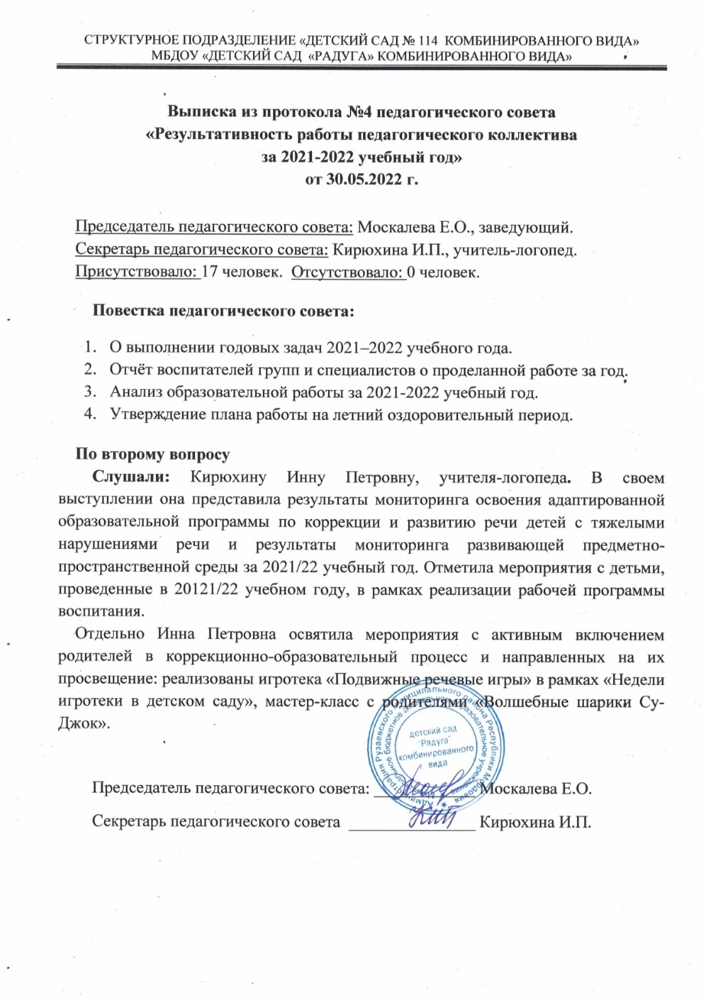 СТРУКТУРНОЕ ПОДРАЗДЕЛЕНИЕ «ДЕТСКИЙ САД № 114 КОМБИНИРОВАННОГО ВИДА»
МБДОУ «ДЕТСКИЙ САД «РАДУГА» КОМБИНИРОВАННОГО ВИДА»
Выписка из протокола №4 педагогического совета
«Результативность работы педагогического коллектива
за 2021-2022 учебный год»
от 30.05.2022 г.
Председатель педагогического совета: Москалева Е.О., заведующий.
Секретарь педагогического совета: Кирюхина И.П., учитель-логопед.
Присутствовало: 17 человек. Отсутствовало: 0 человек.
Повестка педагогического совета:
1. О выполнении годовых задач 2021–2022 учебного года.
2. Отчёт воспитателей групп и специалистов о проделанной работе за год.
3. Анализ образовательной работы за 2021-2022 учебный год.
4. Утверждение плана работы на летний оздоровительный период.
По второму вопросу
Слушали: Кирюхину Инну Петровну, учителя-логопеда. В своем
выступлении она представила результаты мониторинга освоения адаптированной
образовательной программы по коррекции и развитию речи детей с тяжелыми
нарушениями речи и результаты мониторинга развивающей предметно-
пространственной среды за 2021/22 учебный год. Отметила мероприятия с детьми,
проведенные в 20121/22 учебном году, в рамках реализации рабочей программы
воспитания.
Отдельно Инна Петровна освятила мероприятия с активным включением
родителей в коррекционно-образовательный процесс и направленных на их
просвещение: реализованы игротека «Подвижные речевые игры» в рамках «Недели
игротеки в детском саду», мастер-класс с родителями «Волшебные шарики Су-
Джок».
детский сад
"Радуга"
комбинированного
вида
Рузаевского муниципального района Республики Мордовия
Председатель педагогического совета: Москалева Е.О.
Секретарь педагогического совета Кирюхина И.П.